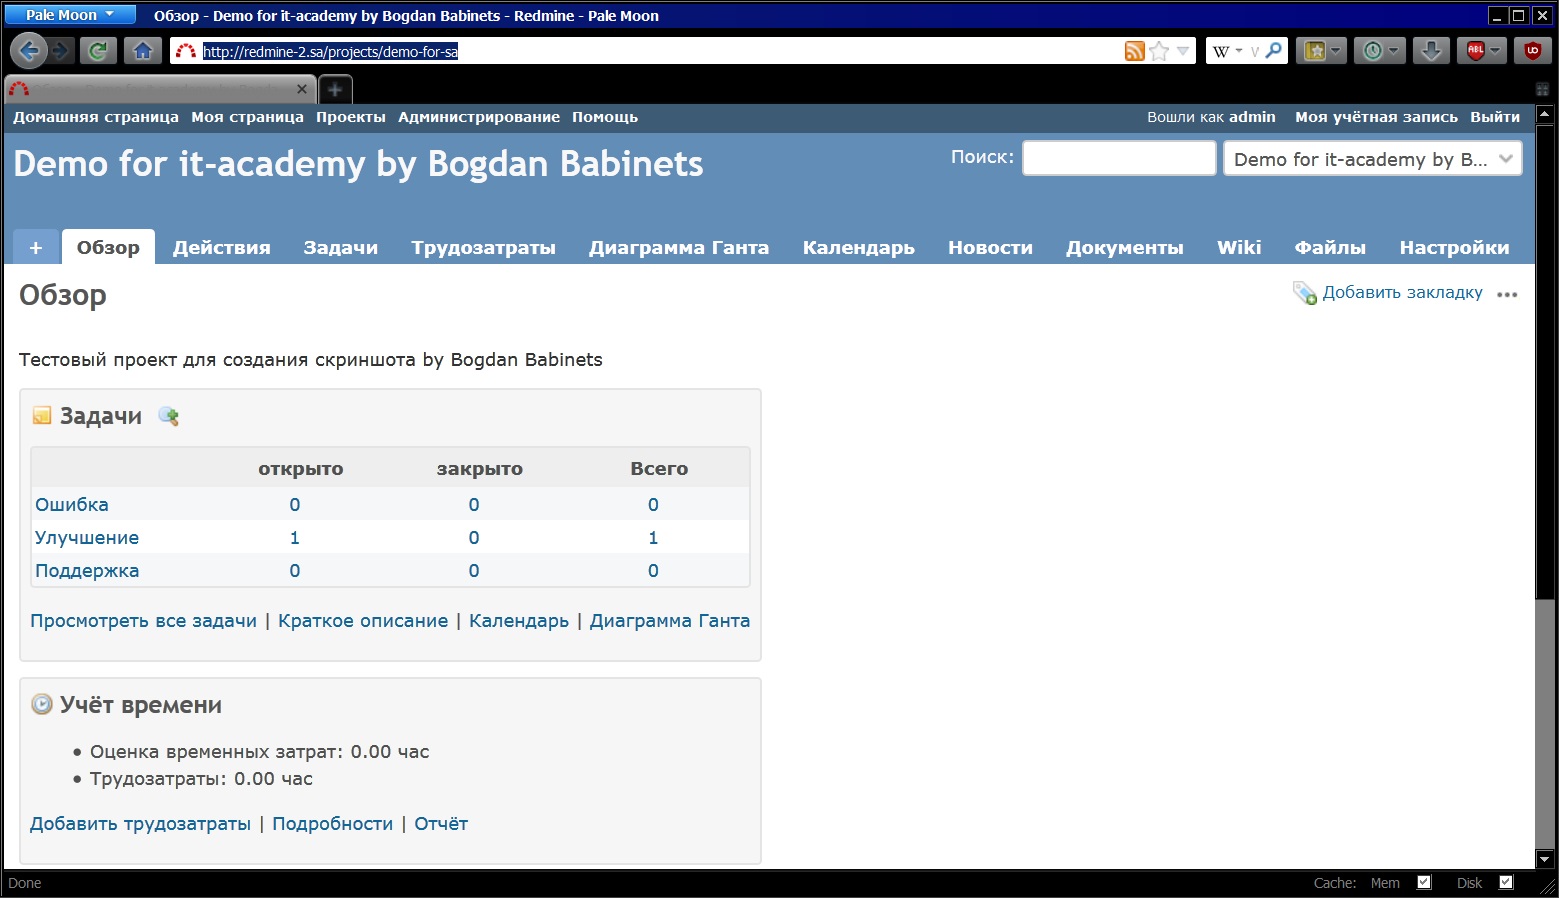 Pale Moon
Обзор - Demo for it-academy by Bogdan Babinets - Redmine - Pale Moon
http://redmine-2.sa/projects/demo-for-sa
W
ABL
Домашняя страница Моя страница Проекты Администрирование Помощь
Вошли как admin Моя учётная запись Выйти
Demo for it-academy by Bogdan Babinets
Поиск:
Demo for it-academy by B...
+ Обзор Действия Задачи Трудозатраты Диаграмма Ганта Календарь Новости Документы Wiki Файлы Настройки
Обзор
Добавить закладку
Тестовый проект для создания скриншота by Bogdan Babinets
Задачи
открыто закрыто Всего
Ошибка 0 0 0
Улучшение 1 0 1
Поддержка 0 0 0
Просмотреть все задачи | Краткое описание | Календарь | Диаграмма Ганта
Учёт времени
• Оценка временных затрат: 0.00 час
• Трудозатраты: 0.00 час
Добавить трудозатраты | Подробности | Отчёт
Done
Cache: Mem Disk